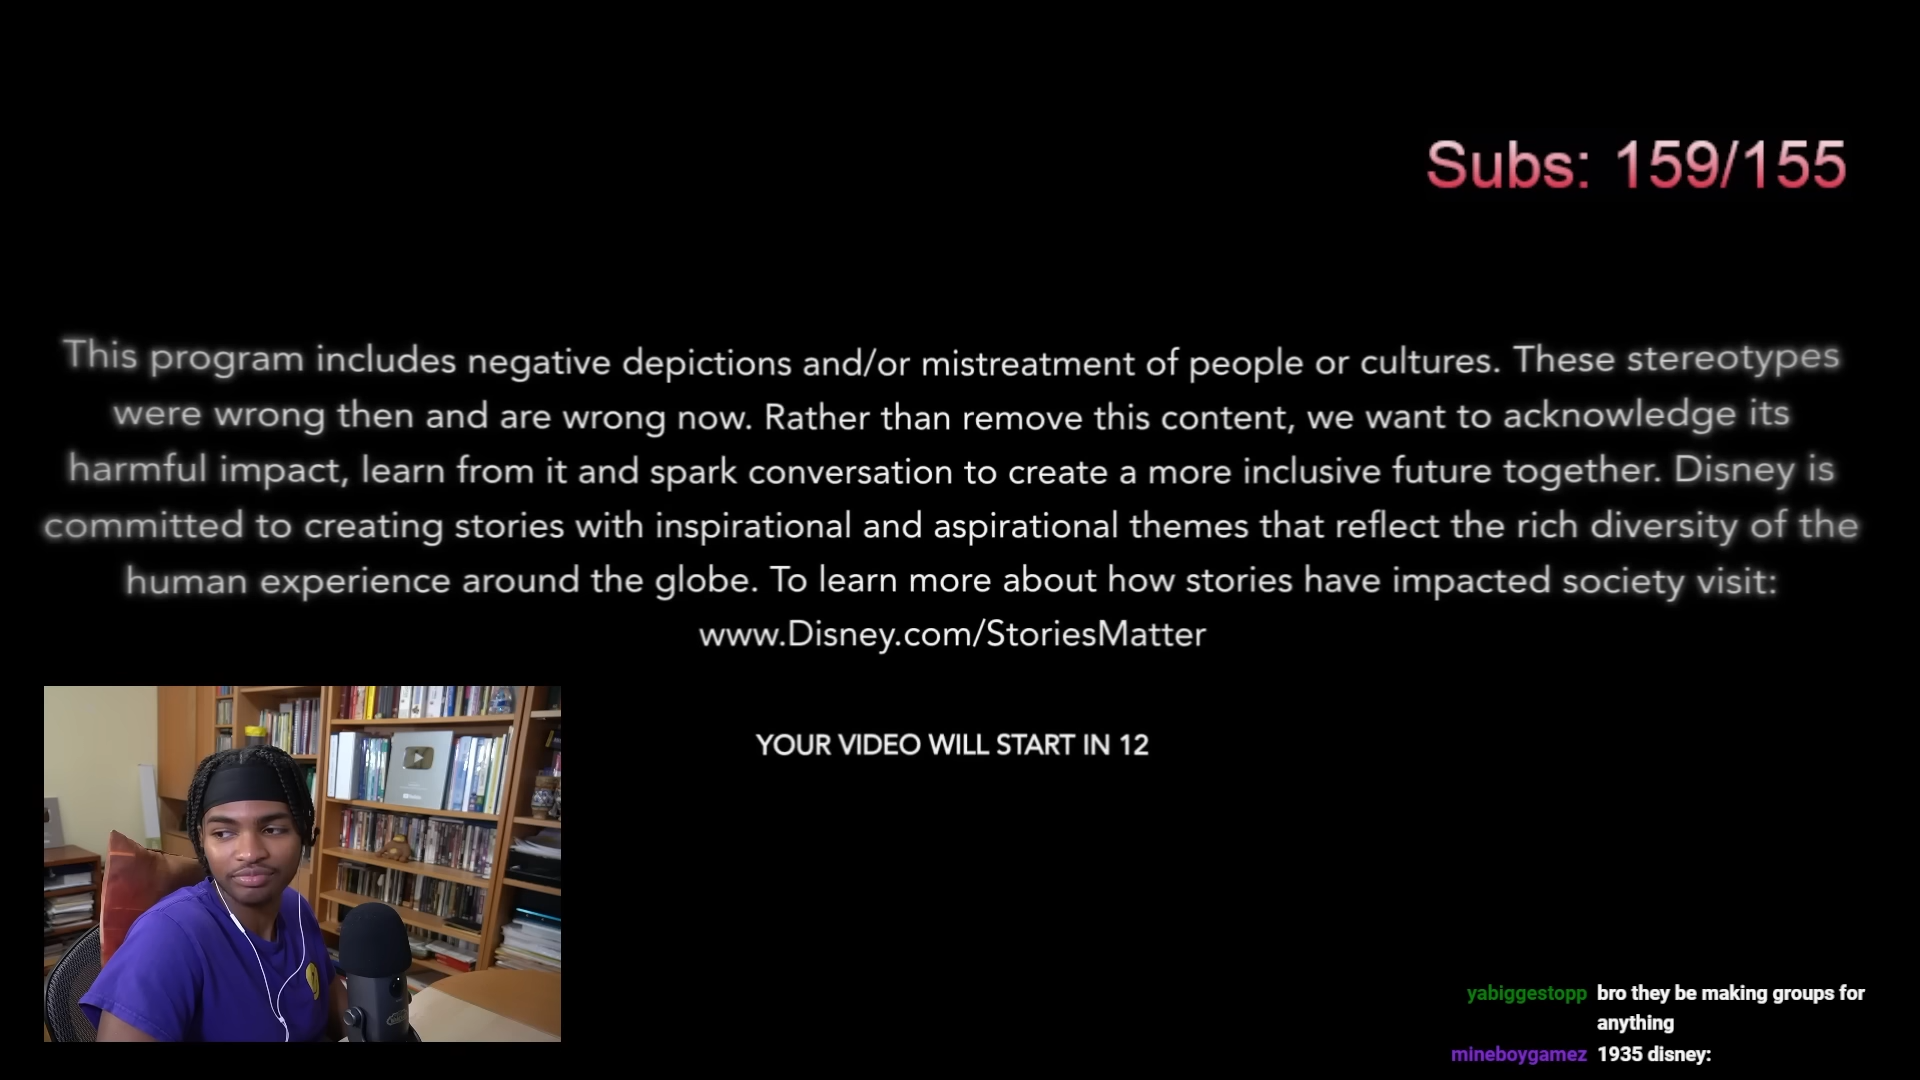 Subs: 159/155
This program includes negative depictions and/or mistreatment of people or cultures. These stereotypes
were wrong then and are wrong now. Rather than remove this content, we want to acknowledge its
harmful impact, learn from it and spark conversation to create a more inclusive future together. Disney is
committed to creating stories with inspirational and aspirational themes that reflect the rich diversity of the
human experience around the globe. To learn more about how stories have impacted society visit:
www.Disney.com/StoriesMatter
YOUR VIDEO WILL START IN 12
yabiggestopp bro they be making groups for
anything
mineboygamez 1935 disney: